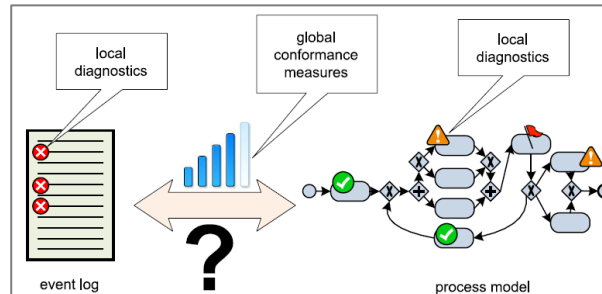 local
diagnostics
global
conformance
measures
local
diagnostics
?
event log
process model